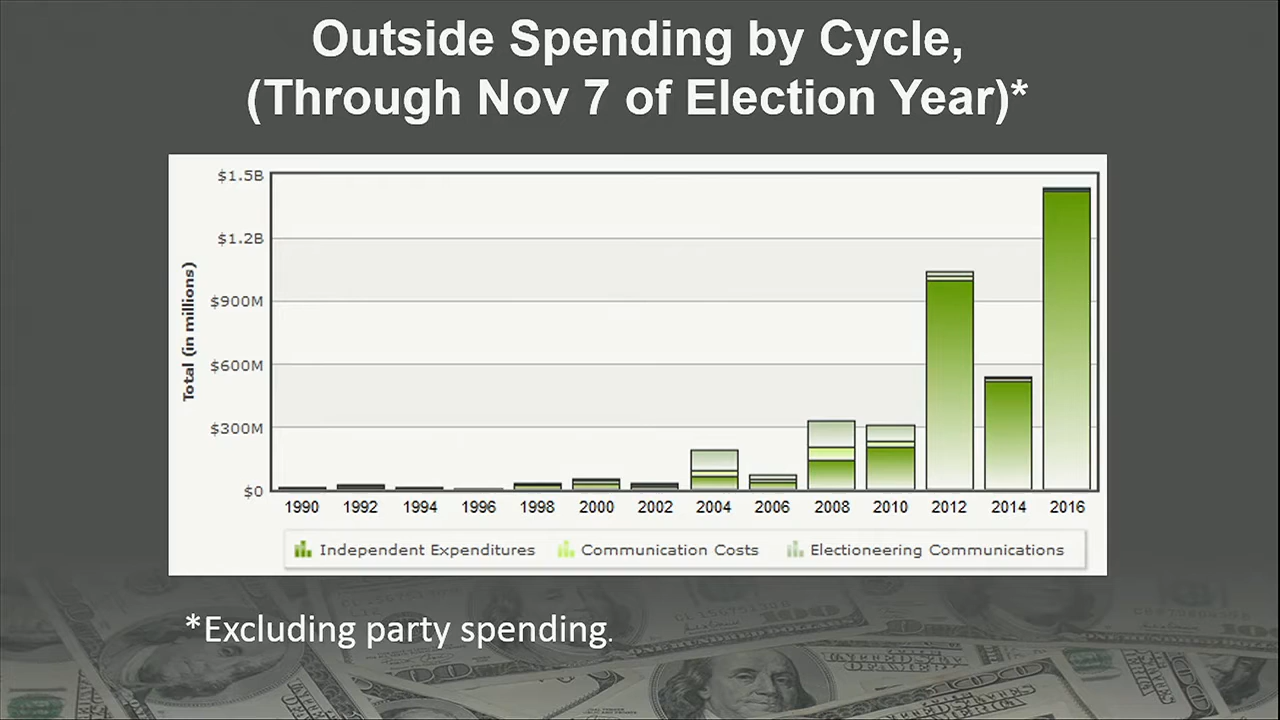 Outside Spending by Cycle,
(Through Nov 7 of Election Year)*
$1.5B
$1.2B
$900M
$600M
$300M
$0
Total (in millions)
1990 1992 1994 1996 1998 2000 2002 2004 2006 2008 2010 2012 2014 2016
Independent Expenditures Communication Costs Electioneering Communications
*Excluding party spending.